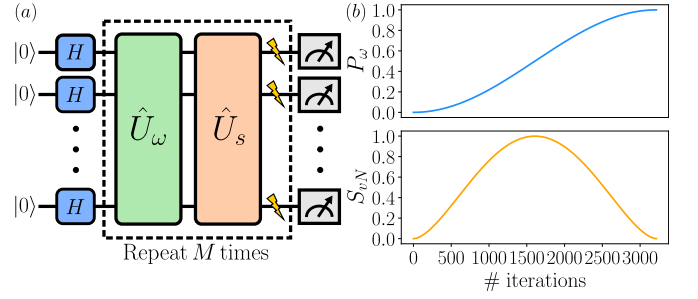 (a)
|0⟩ H
|0⟩ H
|0⟩ H
Û_ω
Û_s
Repeat M times
(b)
P_ω
1.0
0.8
0.6
0.4
0.2
0.0
S_vN
1.0
0.8
0.6
0.4
0.2
0.0
0 500 1000 1500 2000 2500 3000
# iterations